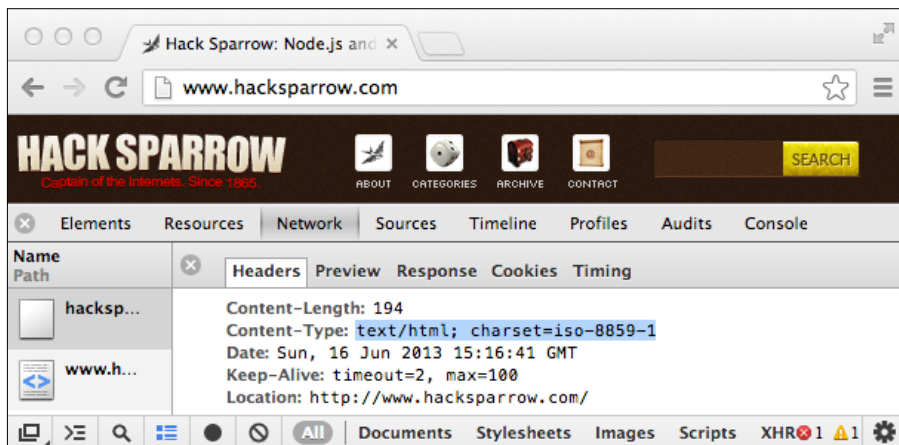 Hack Sparrow: Node.js and
www.hacksparrow.com
HACK SPARROW
Captain of the Internets. Since 1865.
ABOUT CATEGORIES ARCHIVE CONTACT
SEARCH
Elements Resources Network Sources Timeline Profiles Audits Console
Name
Path
Headers Preview Response Cookies Timing
hacksp...
www.h...
Content-Length: 194
Content-Type: text/html; charset=iso-8859-1
Date: Sun, 16 Jun 2013 15:16:41 GMT
Keep-Alive: timeout=2, max=100
Location: http://www.hacksparrow.com/
All Documents Stylesheets Images Scripts XHR 1 1